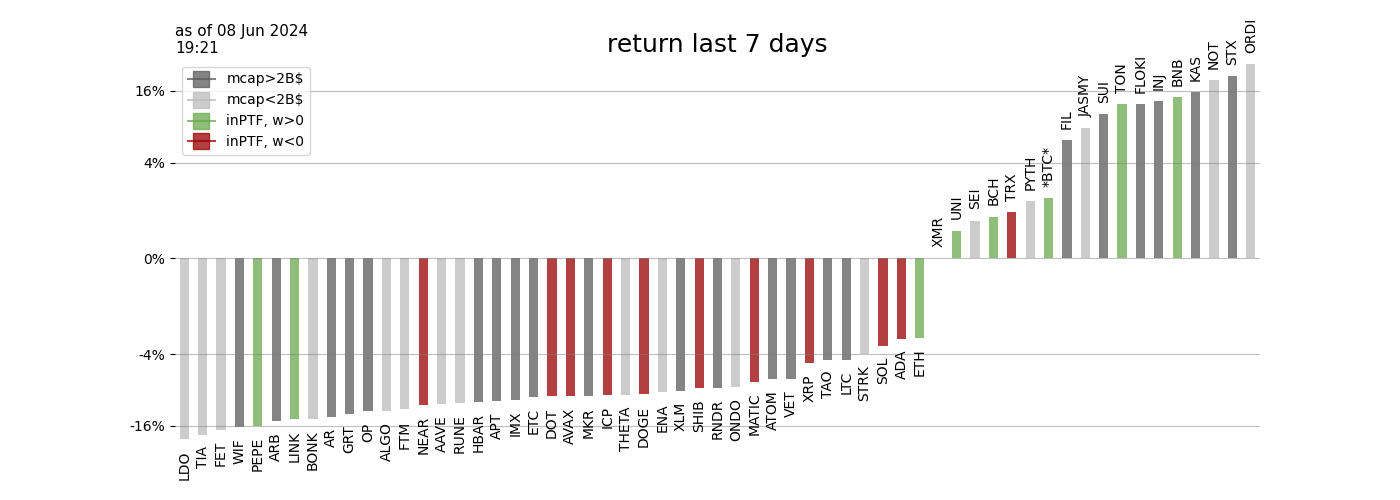 as of 08 Jun 2024
19:21
return last 7 days
mcap>2B$
mcap<2B$
inPTF, w>0
inPTF, w<0
16%
4%
0%
-4%
-16%
LDO
TIA
FET
WIF
PEPE
ARB
LINK
BONK
AR
GRT
OP
ALGO
FTM
NEAR
AAVE
RUNE
HBAR
APT
IMX
ETC
DOT
AVAX
MKR
ICP
THETA
DOGE
ENA
XLM
SHIB
RNDR
ONDO
MATIC
ATOM
VET
XRP
TAO
LTC
STRK
SOL
ADA
ETH
XMR
UNI
SEI
BCH
TRX
PYTH
*BTC*
FIL
JASMY
SUI
TON
FLOKI
INJ
BNB
KAS
NOT
STX
ORDI